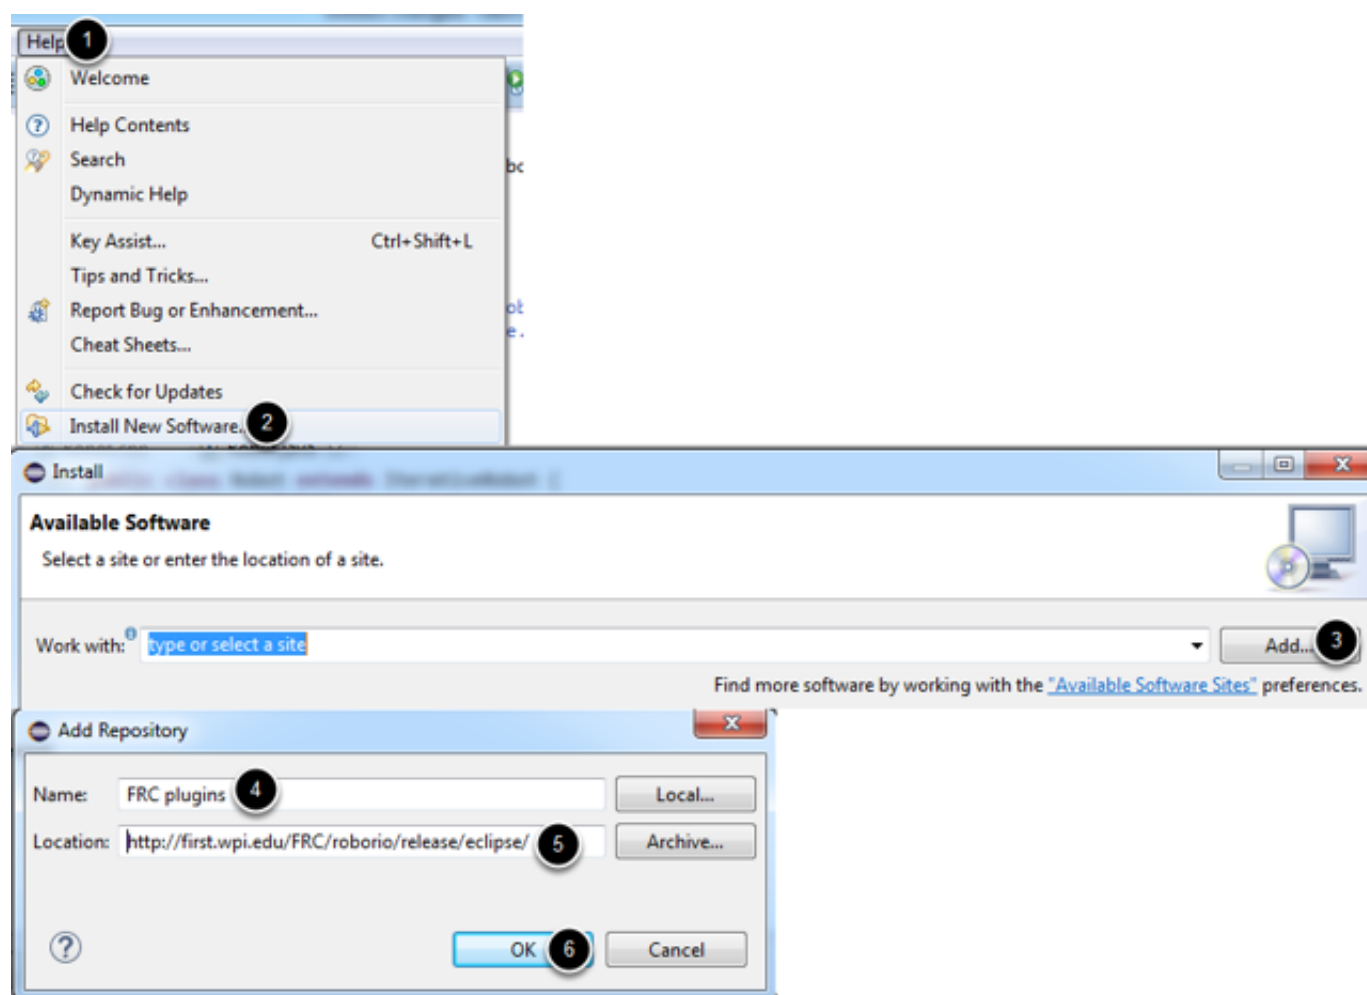 Help 1
Welcome
Help Contents
Search
Dynamic Help
Key Assist... Ctrl+Shift+L
Tips and Tricks...
Report Bug or Enhancement...
Cheat Sheets...
Check for Updates
Install New Software. 2
Install
Available Software
Select a site or enter the location of a site.
Work with: type or select a site Add... 3
Find more software by working with the "Available Software Sites" preferences.
Add Repository
Name: FRC plugins 4 Local...
Location: http://first.wpi.edu/FRC/roborio/release/eclipse/ 5 Archive...
OK 6 Cancel